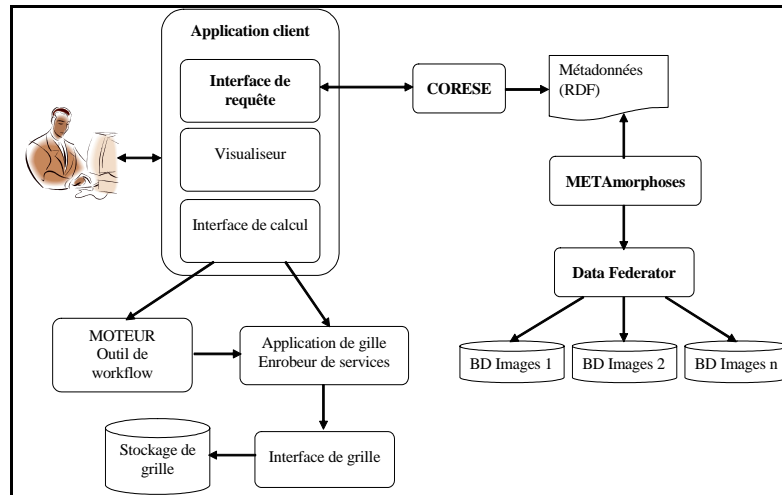 Application client
Interface de
requête
CORESE
Métadonnées
(RDF)
Visualiseur
METAmorphoses
Interface de calcul
Data Federator
MOTEUR
Outil de
workflow
Application de gille
Enrobeur de services
BD Images 1
BD Images 2
BD Images n
Stockage de
grille
Interface de grille